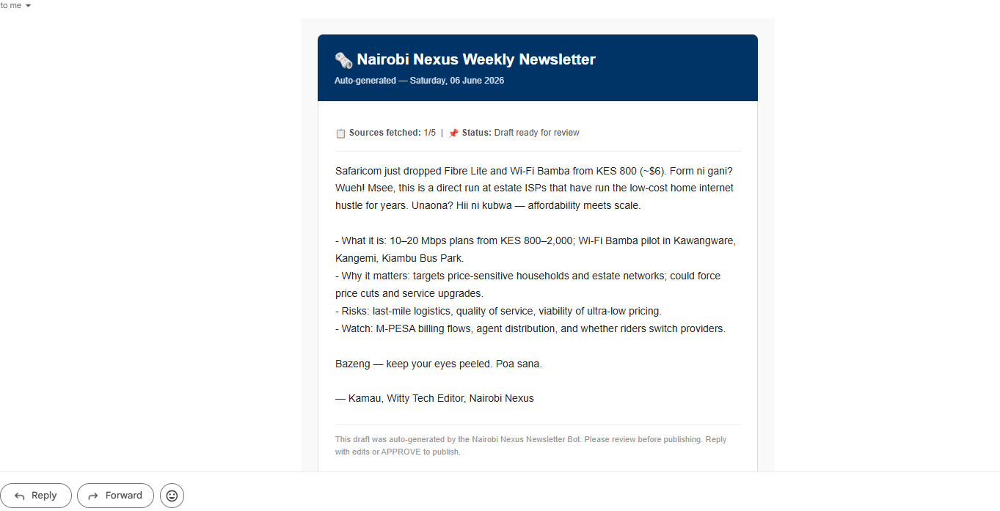 to me
🗞️ Nairobi Nexus Weekly Newsletter
Auto-generated — Saturday, 06 June 2026
📋 Sources fetched: 1/5 | 📌 Status: Draft ready for review
Safaricom just dropped Fibre Lite and Wi-Fi Bamba from KES 800 (~$6). Form ni gani?
Wueh! Msee, this is a direct run at estate ISPs that have run the low-cost home internet
hustle for years. Unaona? Hii ni kubwa — affordability meets scale.
- What it is: 10–20 Mbps plans from KES 800–2,000; Wi-Fi Bamba pilot in Kawangware,
Kangemi, Kiambu Bus Park.
- Why it matters: targets price-sensitive households and estate networks; could force
price cuts and service upgrades.
- Risks: last-mile logistics, quality of service, viability of ultra-low pricing.
- Watch: M-PESA billing flows, agent distribution, and whether riders switch providers.
Bazeng — keep your eyes peeled. Poa sana.
— Kamau, Witty Tech Editor, Nairobi Nexus
This draft was auto-generated by the Nairobi Nexus Newsletter Bot. Please review before publishing. Reply
with edits or APPROVE to publish.
Reply
Forward